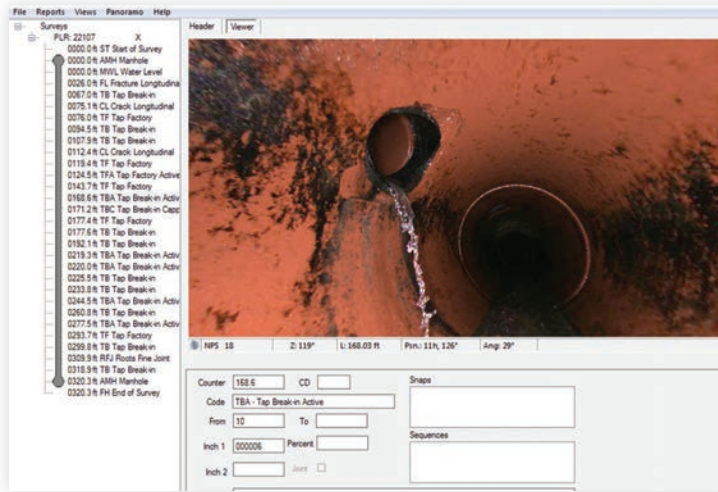 File Reports Views Panoramo Help
Surveys
PLR: 22107 X
0000.0 ft ST Start of Survey
0000.0 ft AMH Manhole
0000.0 ft MWL Water Level
0026.0 ft FL Fracture Longitudina
0067.0 ft TB Tap Break-in
0075.1 ft CL Crack Longitudinal
0076.0 ft TF Tap Factory
0094.5 ft TB Tap Break-in
0107.9 ft TB Tap Break-in
0112.4 ft CL Crack Longitudinal
0119.4 ft TF Tap Factory
0124.5 ft TFA Tap Factory Active
0143.7 ft TF Tap Factory
0168.6 ft TBA Tap Break-in Activ
0171.2 ft TBC Tap Break-in Capp
0177.4 ft TF Tap Factory
0177.6 ft TB Tap Break-in
0192.1 ft TB Tap Break-in
0219.3 ft TBA Tap Break-in Activ
0220.0 ft TBA Tap Break-in Activ
0225.5 ft TB Tap Break-in
0233.8 ft TB Tap Break-in
0244.5 ft TBA Tap Break-in Activ
0260.8 ft TB Tap Break-in
0277.5 ft TBA Tap Break-in Activ
0293.7 ft TF Tap Factory
0299.8 ft TB Tap Break-in
0309.9 ft RFJ Roots Fine Joint
0318.9 ft TB Tap Break-in
0320.3 ft AMH Manhole
0320.3 ft FH End of Survey
Header Viewer
NPS 18 Z: 119° L: 168.03 ft Psn.: 11h, 126° Ang: 29°
Counter 168.6 CD
Code TBA - Tap Break-in Active
From 10 To
Inch 1 000006 Percent
Inch 2 Joint
Snaps
Sequences